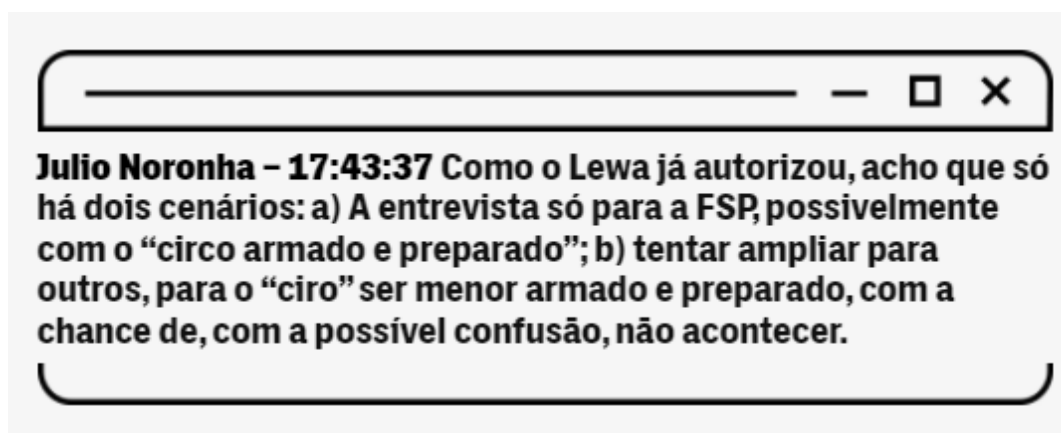 Julio Noronha – 17:43:37 Como o Lewa já autorizou, acho que só
há dois cenários: a) A entrevista só para a FSP, possivelmente
com o “circo armado e preparado”; b) tentar ampliar para
outros, para o “ciro” ser menor armado e preparado, com a
chance de, com a possível confusão, não acontecer.